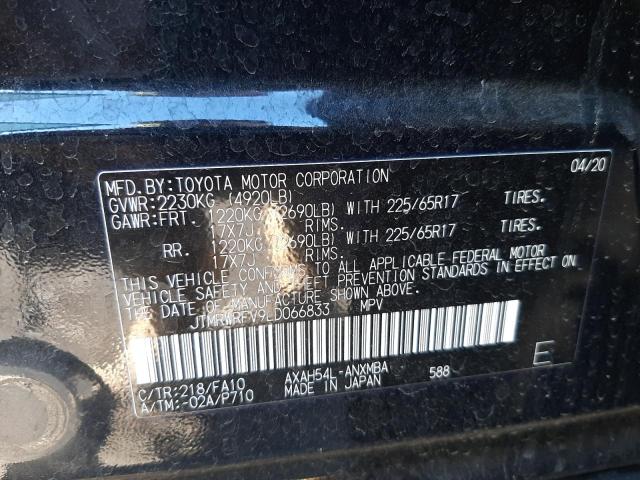 MFD.BY:TOYOTA MOTOR CORPORATION 04/20
GVWR:2230KG (4920LB)
GAWR:FRT. 1220KG (2690LB) WITH 225/65R17 TIRES.
17X7J RIMS.
RR. 1220KG (2690LB) WITH 225/65R17 TIRES.
17X7J RIMS.
THIS VEHICLE CONFORMS TO ALL APPLICABLE FEDERAL MOTOR
VEHICLE SAFETY AND THEFT PREVENTION STANDARDS IN EFFECT ON
THE DATE OF MANUFACTURE SHOWN ABOVE.
JTMRWRFV9LD066833 MPV
C/TR:218/FA10 AXAH54L-ANXMBA 588 E
A/TM:-02A/P710 MADE IN JAPAN